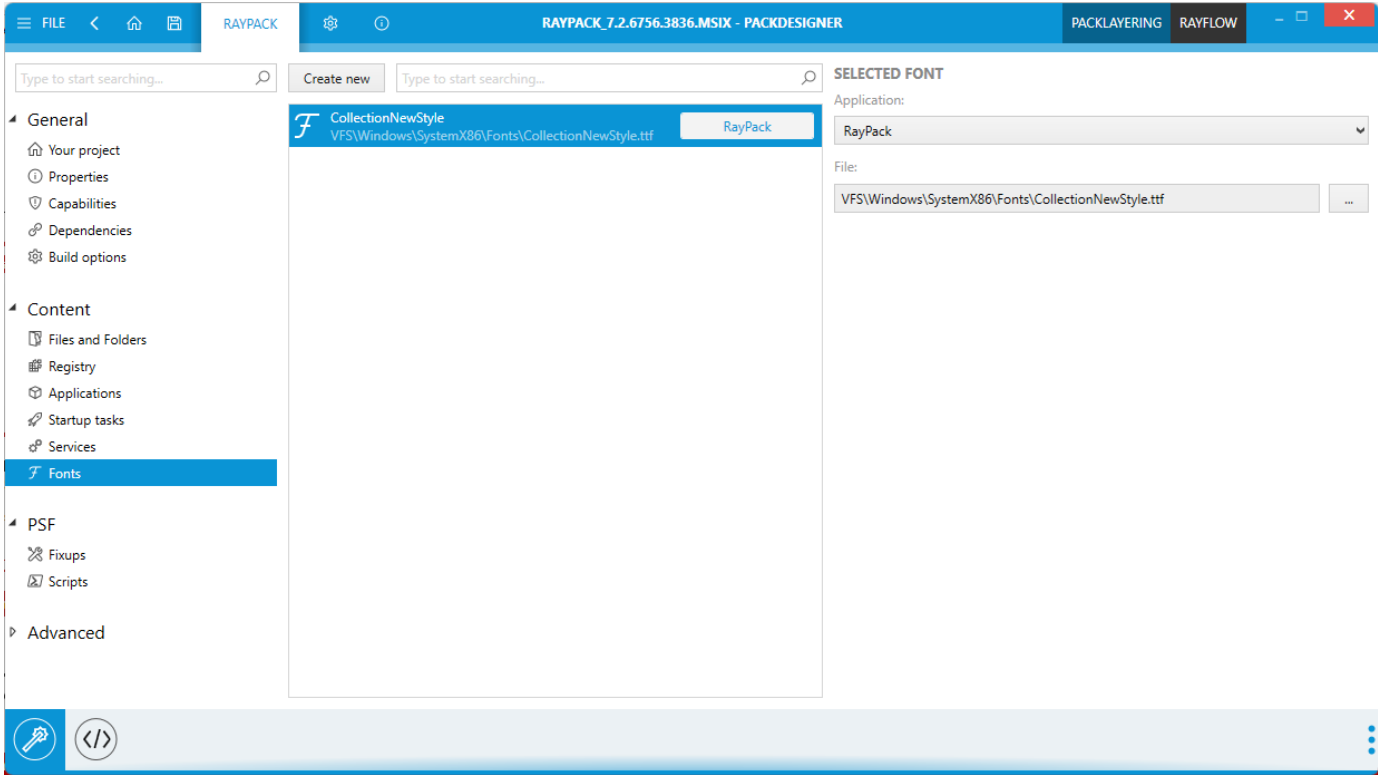 FILE
RAYPACK
RAYPACK_7.2.6756.3836.MSIX - PACKDESIGNER
PACKLAYERING
RAYFLOW
Type to start searching...
General
Your project
Properties
Capabilities
Dependencies
Build options
Content
Files and Folders
Registry
Applications
Startup tasks
Services
Fonts
PSF
Fixups
Scripts
Advanced
Create new
Type to start searching...
CollectionNewStyle
VFS\Windows\SystemX86\Fonts\CollectionNewStyle.ttf
RayPack
SELECTED FONT
Application:
RayPack
File:
VFS\Windows\SystemX86\Fonts\CollectionNewStyle.ttf
...